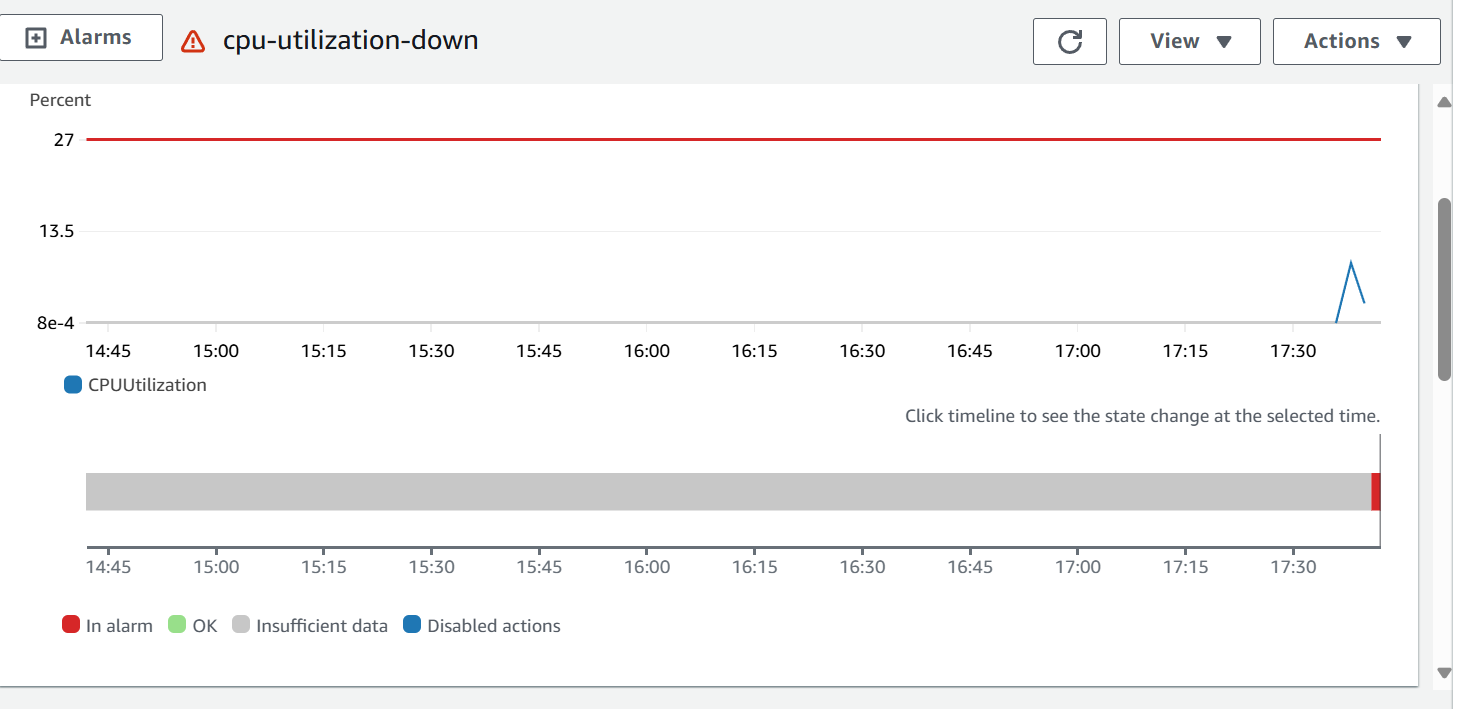 Alarms
cpu-utilization-down
View
Actions
Percent
27
13.5
8e-4
14:45 15:00 15:15 15:30 15:45 16:00 16:15 16:30 16:45 17:00 17:15 17:30
CPUUtilization
Click timeline to see the state change at the selected time.
14:45 15:00 15:15 15:30 15:45 16:00 16:15 16:30 16:45 17:00 17:15 17:30
In alarm OK Insufficient data Disabled actions